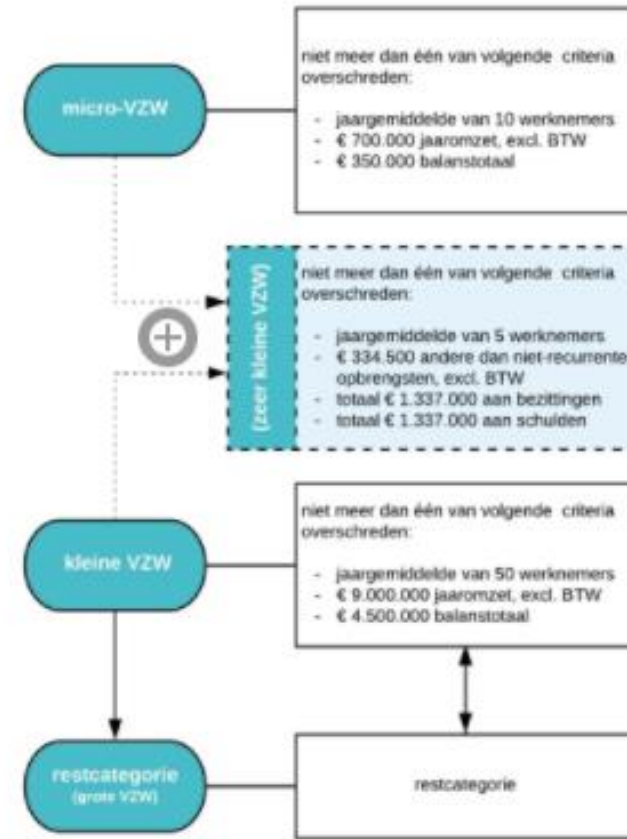 micro-VZW
niet meer dan één van volgende criteria
overschreden:
- jaargemiddelde van 10 werknemers
- € 700.000 jaaromzet, excl. BTW
- € 350.000 balanstotaal
(zeer kleine VZW)
niet meer dan één van volgende criteria
overschreden:
- jaargemiddelde van 5 werknemers
- € 334.500 andere dan niet-recurrente
opbrengsten, excl. BTW
- totaal € 1.337.000 aan bezittingen
- totaal € 1.337.000 aan schulden
kleine VZW
niet meer dan één van volgende criteria
overschreden:
- jaargemiddelde van 50 werknemers
- € 9.000.000 jaaromzet, excl. BTW
- € 4.500.000 balanstotaal
restcategorie
(grote VZW)
restcategorie